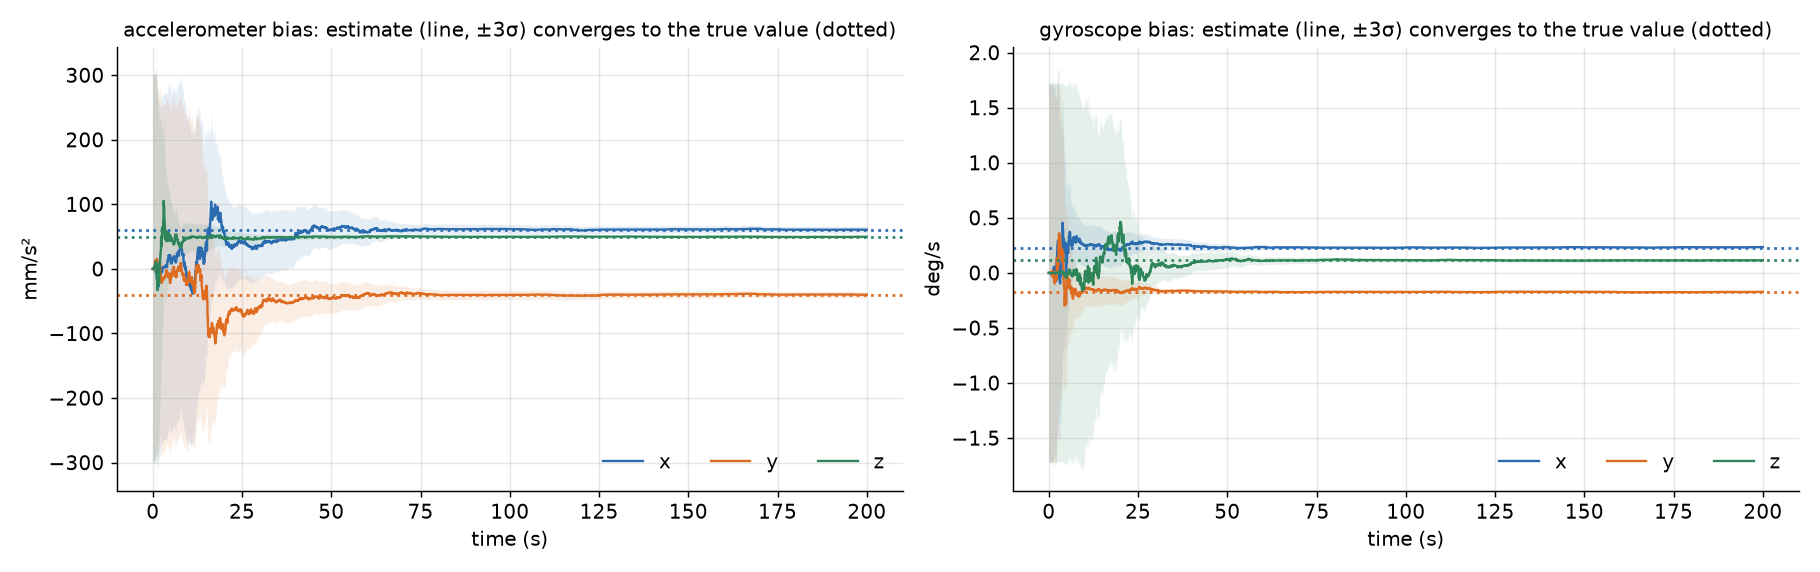 accelerometer bias: estimate (line, ±3σ) converges to the true value (dotted)
mm/s²
300
200
100
0
−100
−200
−300
0 25 50 75 100 125 150 175 200
time (s)
x y z
gyroscope bias: estimate (line, ±3σ) converges to the true value (dotted)
deg/s
2.0
1.5
1.0
0.5
0.0
−0.5
−1.0
−1.5
0 25 50 75 100 125 150 175 200
time (s)
x y z